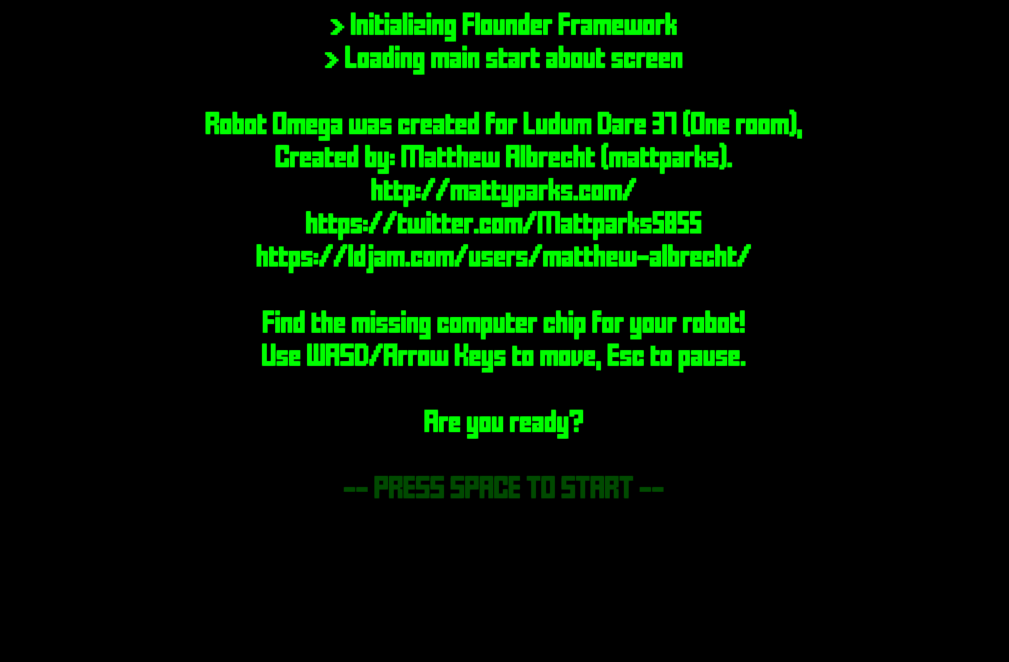 > Initializing Flounder Framework
> Loading main start about screen
Robot Omega was created for Ludum Dare 37 (One room),
Created by: Matthew Albrecht (mattparks).
http://mattyparks.com/
https://twitter.com/Mattparks5855
https://ldjam.com/users/matthew-albrecht/
Find the missing computer chip for your robot!
Use WASD/Arrow Keys to move, Esc to pause.
Are you ready?
-- PRESS SPACE TO START --